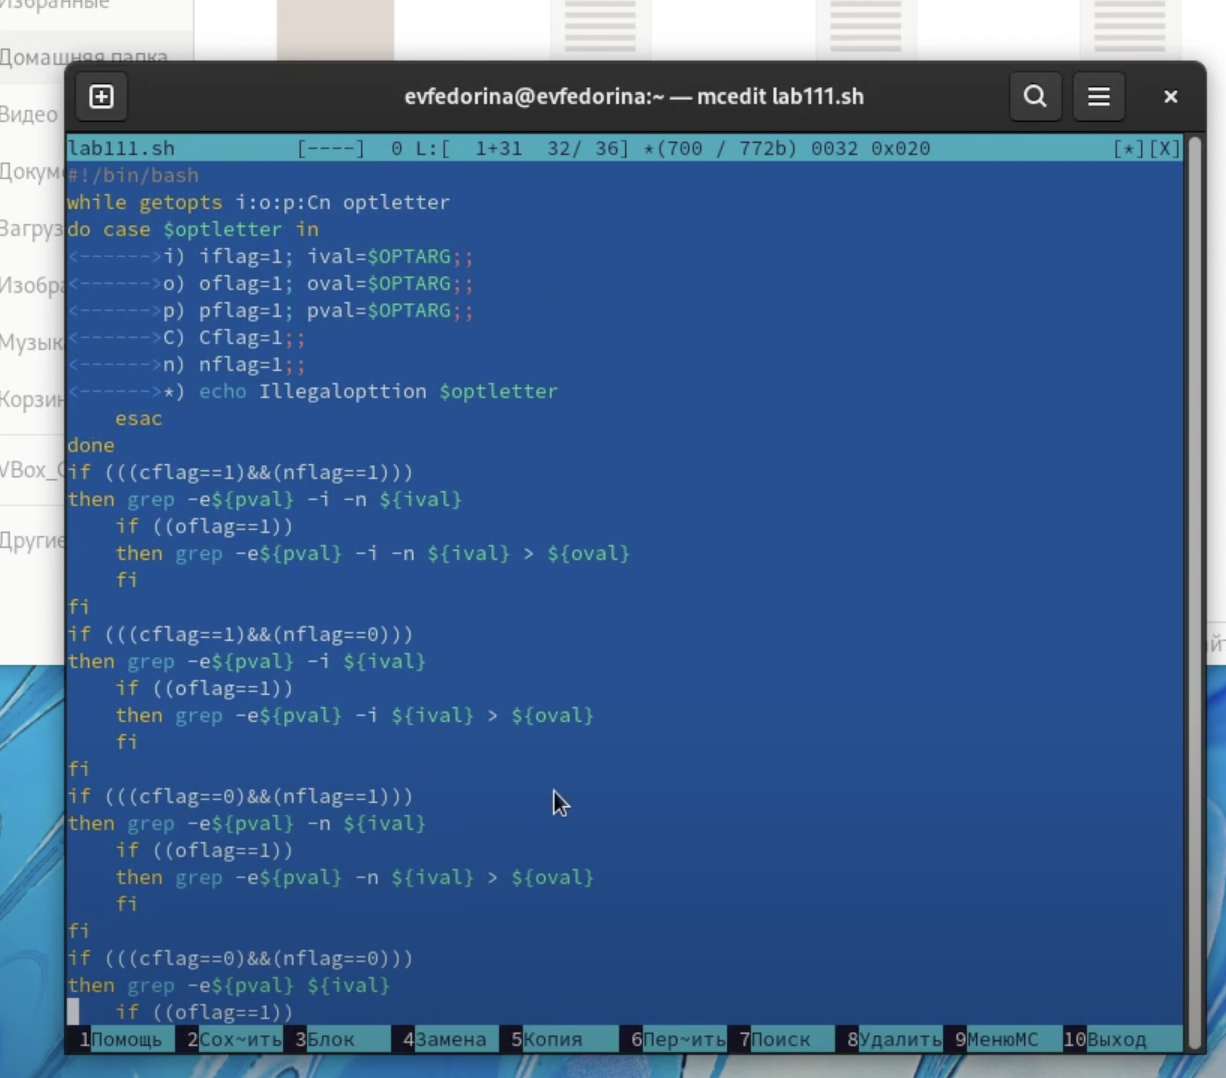 Избранные
Домашняя папка
Видео
Докум
Загруз
Изобра
Музык
Корзин
VBox_
Другие
evfedorina@evfedorina:~ — mcedit lab111.sh
lab111.sh [----] 0 L:[ 1+31 32/ 36] *(700 / 772b) 0032 0x020 [*][X]
#!/bin/bash
while getopts i:o:p:Cn optletter
do case $optletter in
<------>i) iflag=1; ival=$OPTARG;;
<------>o) oflag=1; oval=$OPTARG;;
<------>p) pflag=1; pval=$OPTARG;;
<------>C) Cflag=1;;
<------>n) nflag=1;;
<------>*) echo Illegalopttion $optletter
esac
done
if (((cflag==1)&&(nflag==1)))
then grep -e${pval} -i -n ${ival}
if ((oflag==1))
then grep -e${pval} -i -n ${ival} > ${oval}
fi
fi
if (((cflag==1)&&(nflag==0)))
then grep -e${pval} -i ${ival}
if ((oflag==1))
then grep -e${pval} -i ${ival} > ${oval}
fi
fi
if (((cflag==0)&&(nflag==1)))
then grep -e${pval} -n ${ival}
if ((oflag==1))
then grep -e${pval} -n ${ival} > ${oval}
fi
fi
if (((cflag==0)&&(nflag==0)))
then grep -e${pval} ${ival}
if ((oflag==1))
1Помощь 2Сох~ить 3Блок 4Замена 5Копия 6Пер~ить 7Поиск 8Удалить 9МенюMC 10Выход